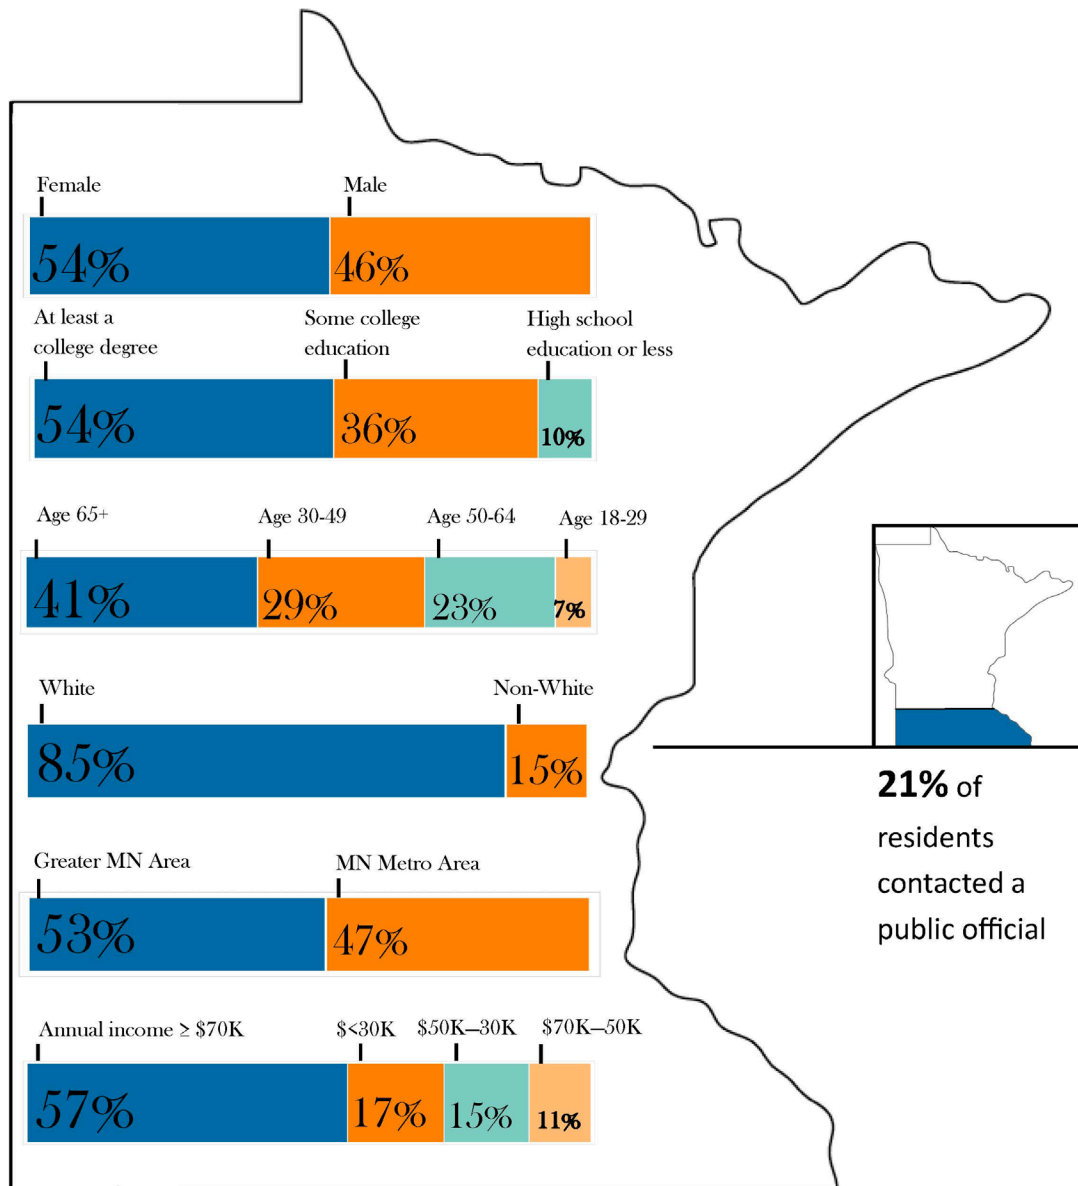 Female Male
54% 46%
At least a
college degree
Some college
education
High school
education or less
54% 36% 10%
Age 65+ Age 30-49 Age 50-64 Age 18-29
41% 29% 23% 7%
White Non-White
85% 15%
Greater MN Area MN Metro Area
53% 47%
Annual income ≥ $70K $<30K $50K–30K $70K–50K
57% 17% 15% 11%
21% of
residents
contacted a
public official